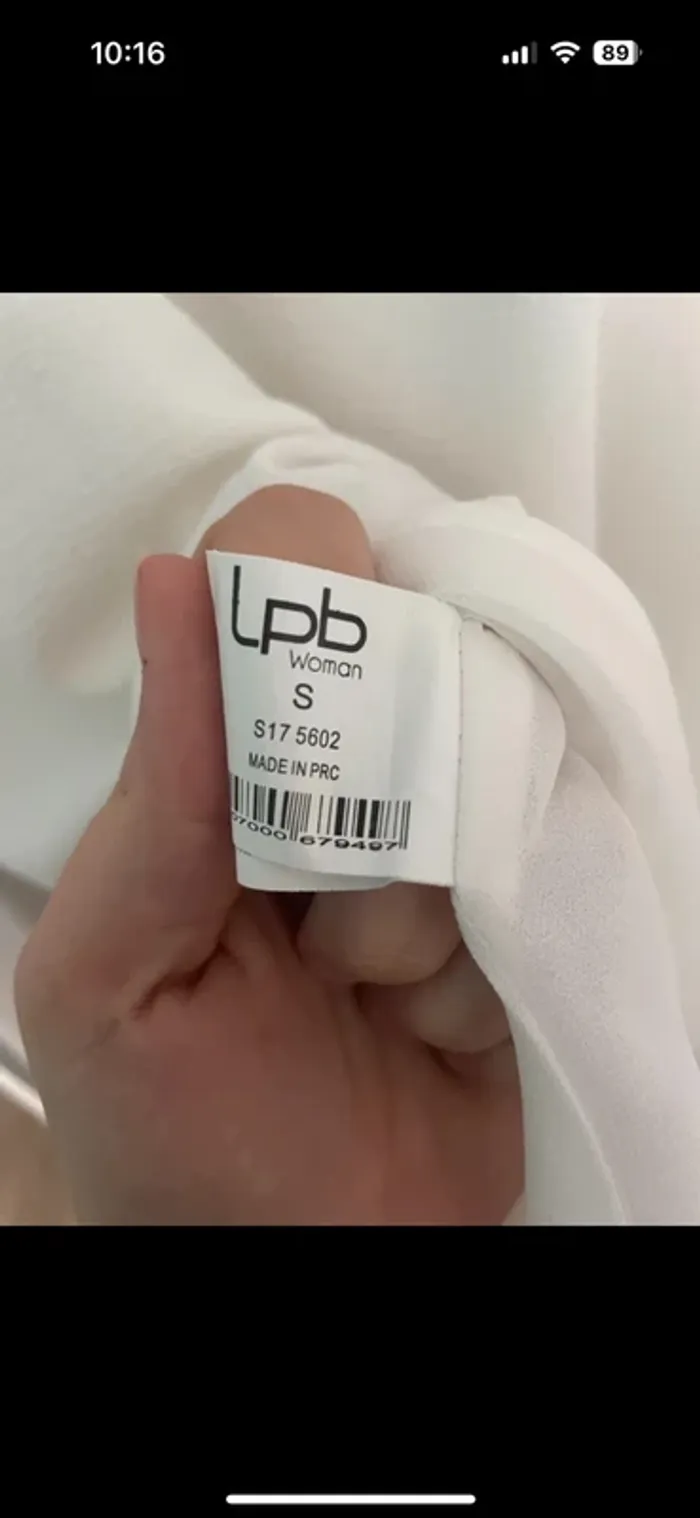 10:16
89
lpb
Woman
S
S17 5602
MADE IN PRC
7000 679497